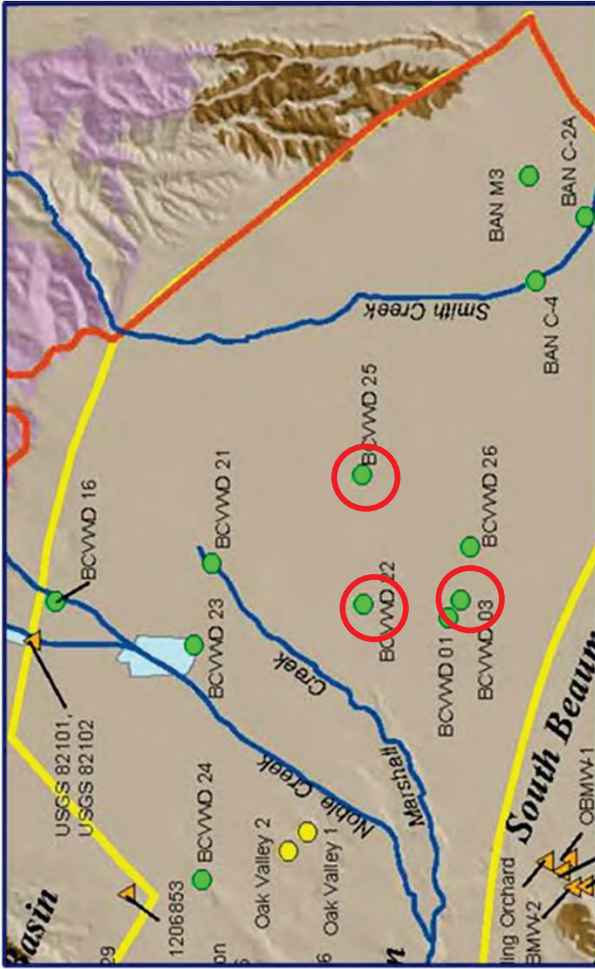 Basin
29
1206853
USGS 82101,
USGS 82102
BCVWD 16
BCVWD 24
BCVWD 23
BCVWD 21
on
6
6
Oak Valley 2
Oak Valley 1
Noble Creek
Creek
Marshall
n
BCVWD 22
BCVWD 25
Smith Creek
BCVWD 01
BCVWD 03
BCVWD 26
BAN M3
BAN C-4
BAN C-2A
ling Orchard
BMW-2
South Beaum
OBMW-1